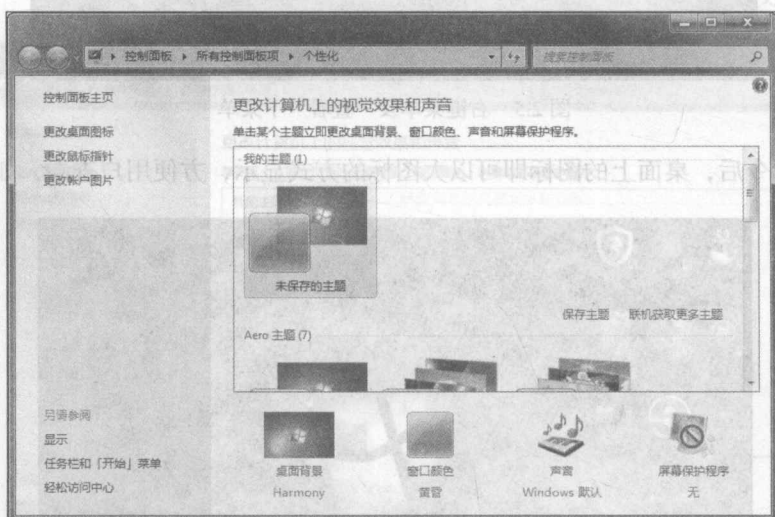 控制面板 ▸ 所有控制面板项 ▸ 个性化
搜索控制面板
控制面板主页
更改桌面图标
更改鼠标指针
更改帐户图片
更改计算机上的视觉效果和声音
单击某个主题立即更改桌面背景、窗口颜色、声音和屏幕保护程序。
我的主题 (1)
未保存的主题
保存主题 联机获取更多主题
Aero 主题 (7)
另请参阅
显示
任务栏和「开始」菜单
轻松访问中心
桌面背景
Harmony
窗口颜色
黄昏
声音
Windows 默认
屏幕保护程序
无